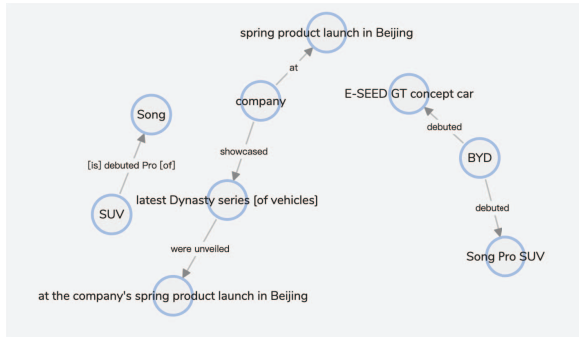 spring product launch in Beijing
at
company
E-SEED GT concept car
Song
debuted
showcased
BYD
[is] debuted Pro [of]
latest Dynasty series [of vehicles]
debuted
SUV
were unveiled
Song Pro SUV
at the company's spring product launch in Beijing